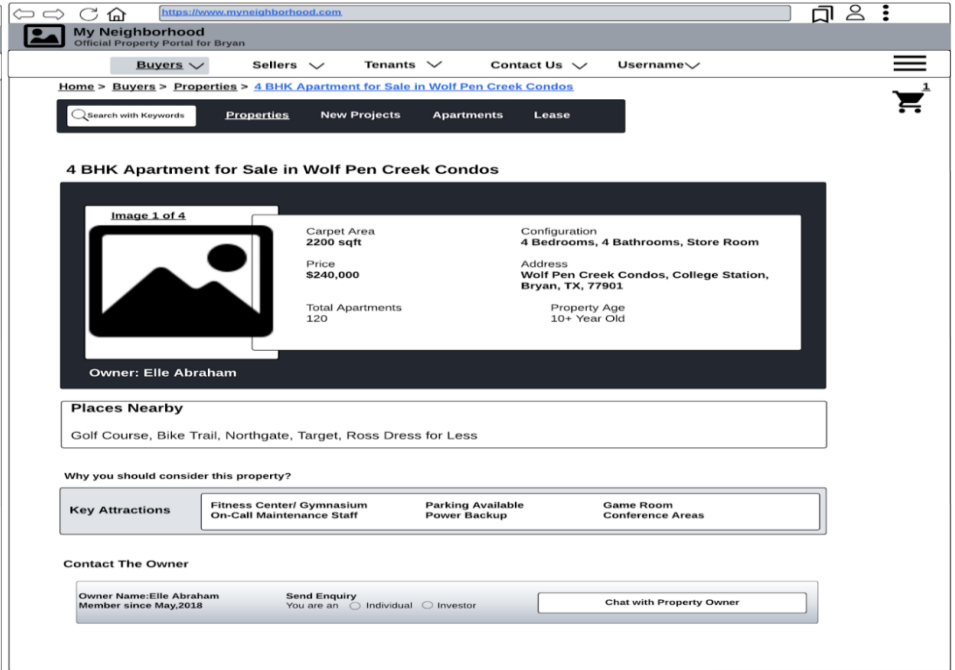 https://www.myneighborhood.com
My Neighborhood
Official Property Portal for Bryan
Buyers Sellers Tenants Contact Us Username
Home > Buyers > Properties > 4 BHK Apartment for Sale in Wolf Pen Creek Condos
1
Search with Keywords Properties New Projects Apartments Lease
4 BHK Apartment for Sale in Wolf Pen Creek Condos
Image 1 of 4
Carpet Area
2200 sqft
Configuration
4 Bedrooms, 4 Bathrooms, Store Room
Price
$240,000
Address
Wolf Pen Creek Condos, College Station,
Bryan, TX, 77901
Total Apartments
120
Property Age
10+ Year Old
Owner: Elle Abraham
Places Nearby
Golf Course, Bike Trail, Northgate, Target, Ross Dress for Less
Why you should consider this property?
Key Attractions
Fitness Center/ Gymnasium
On-Call Maintenance Staff
Parking Available
Power Backup
Game Room
Conference Areas
Contact The Owner
Owner Name:Elle Abraham
Member since May,2018
Send Enquiry
You are an Individual Investor
Chat with Property Owner